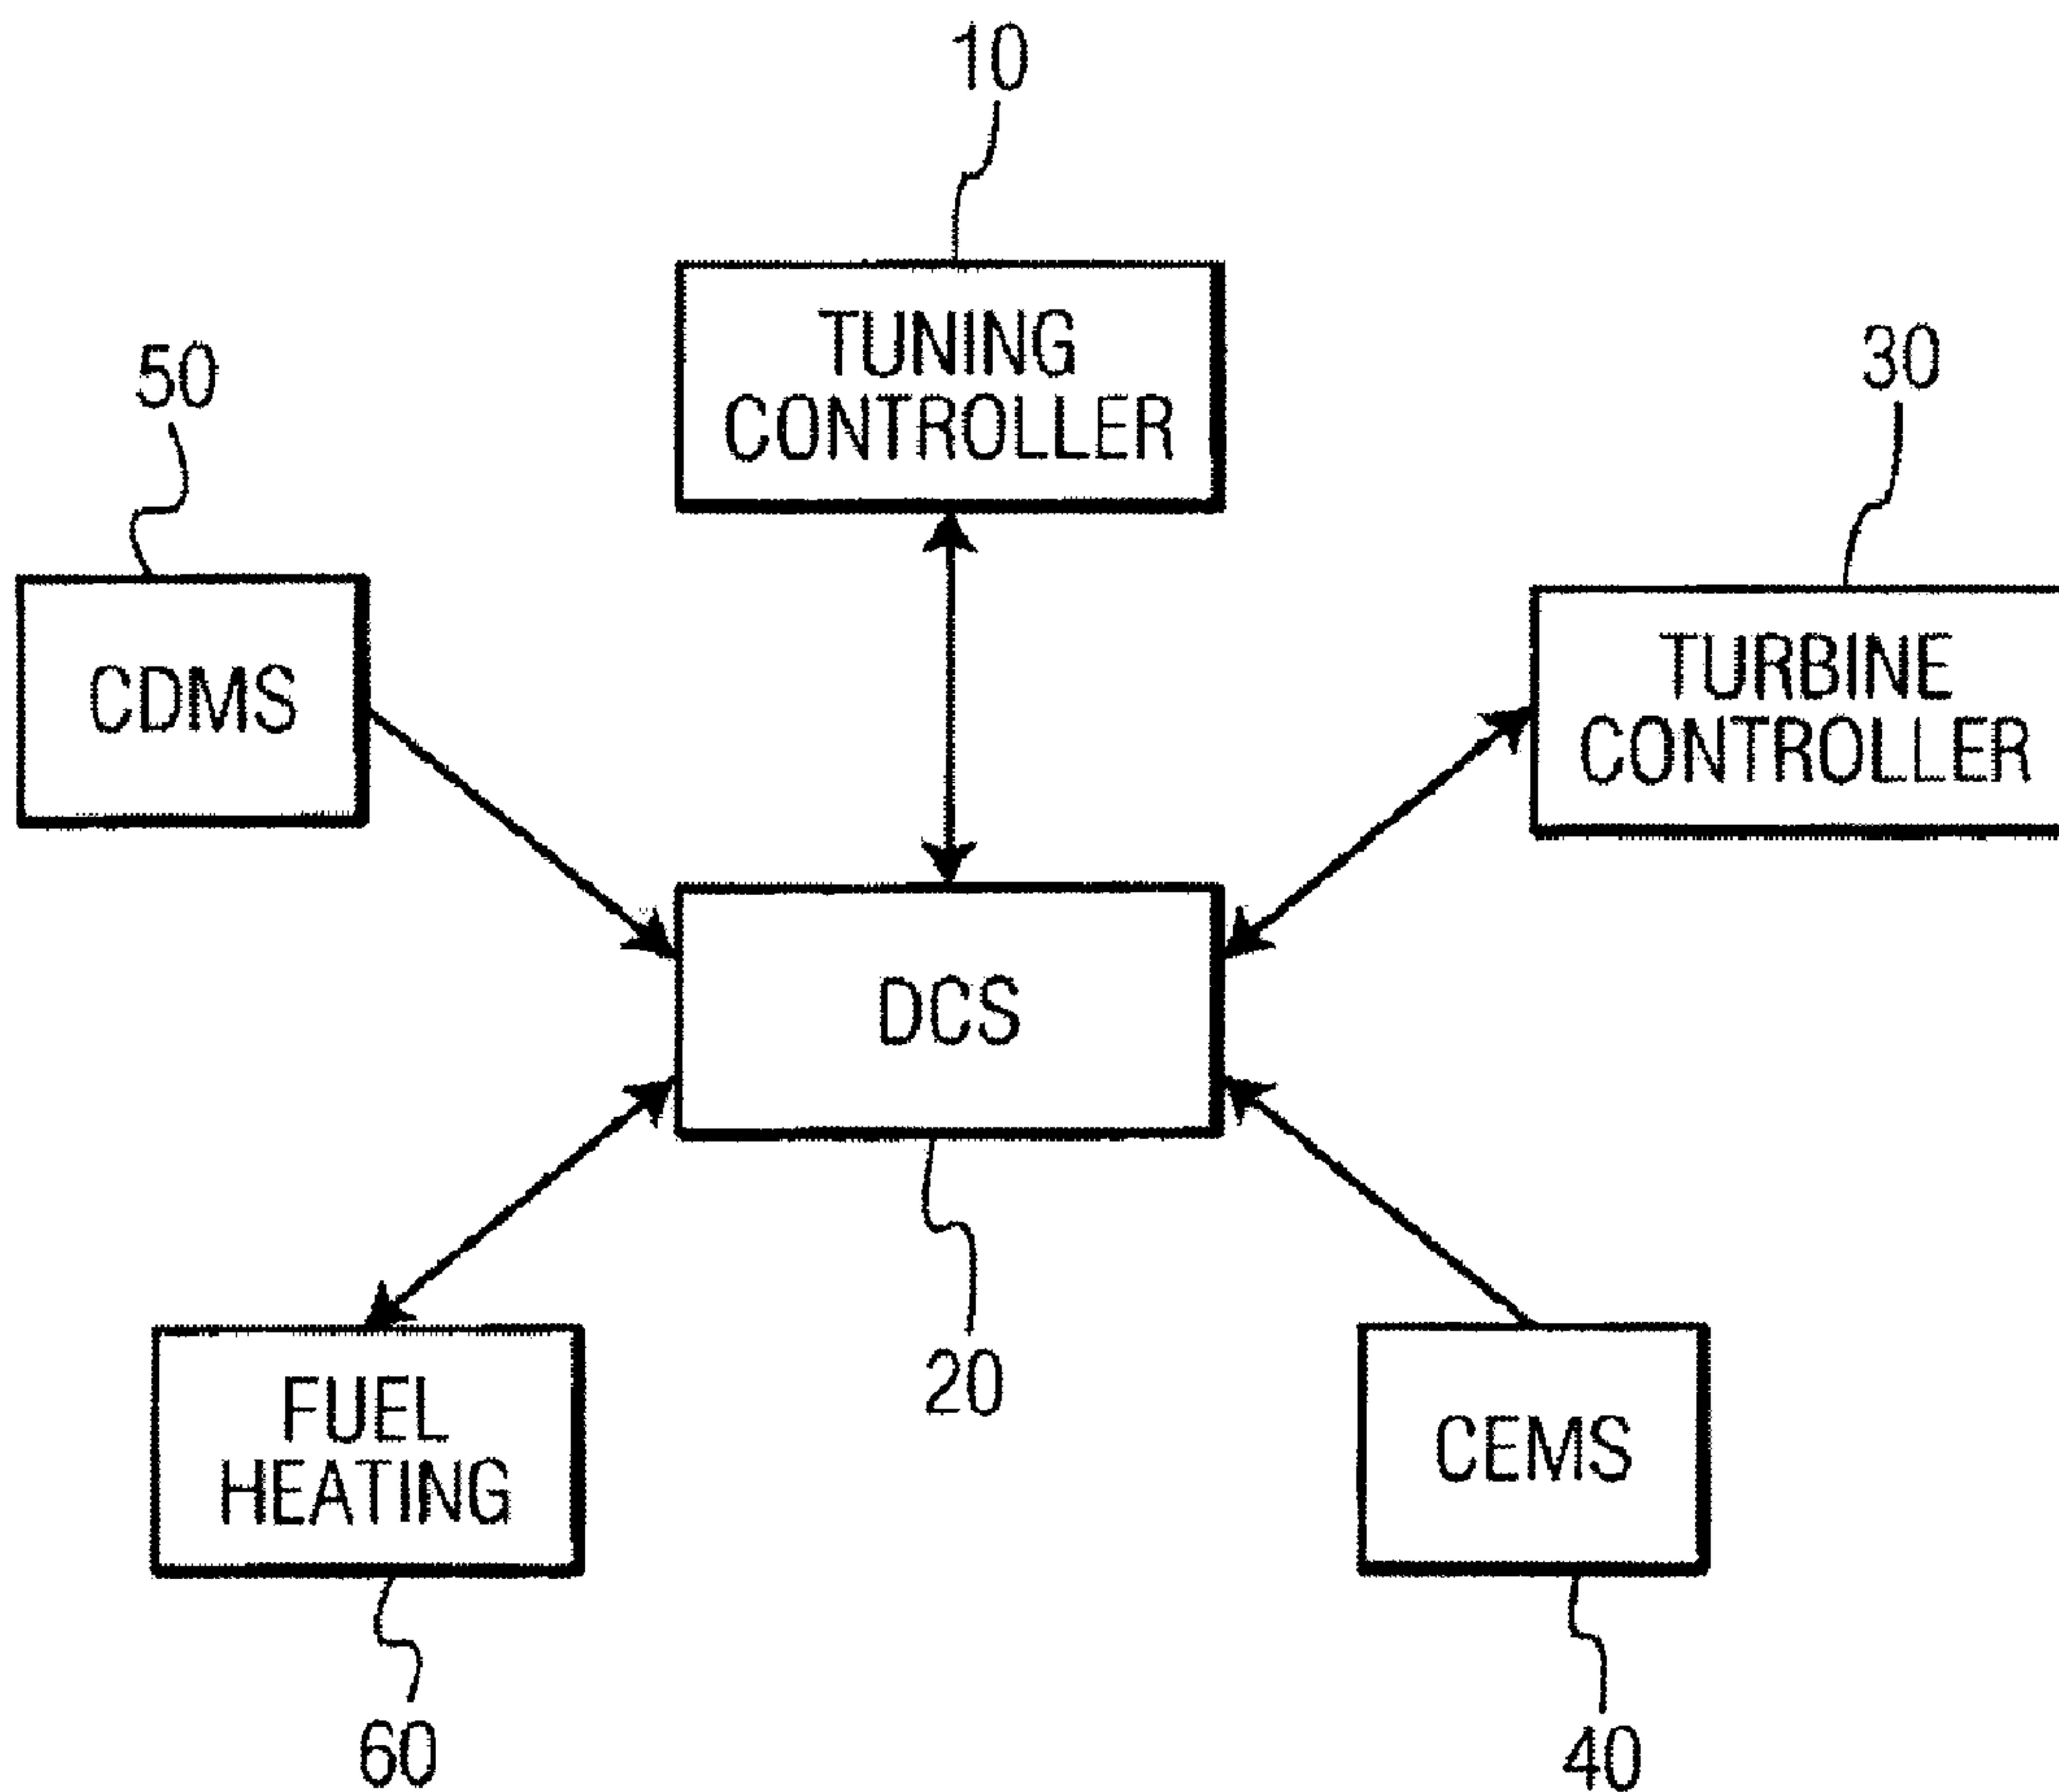 10
TUNING
CONTROLLER
50
30
CDMS
TURBINE
CONTROLLER
DCS
FUEL
HEATING
20
CEMS
60
40